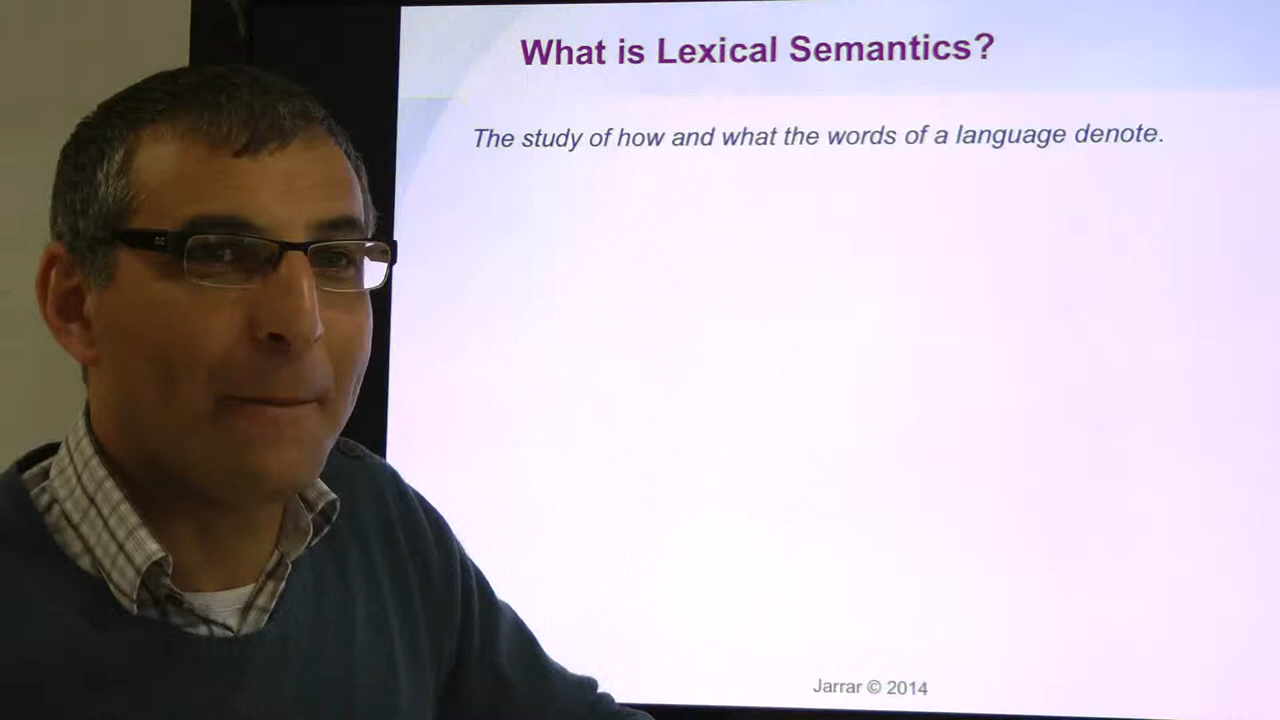 What is Lexical Semantics?
The study of how and what the words of a language denote.
Jarrar © 2014